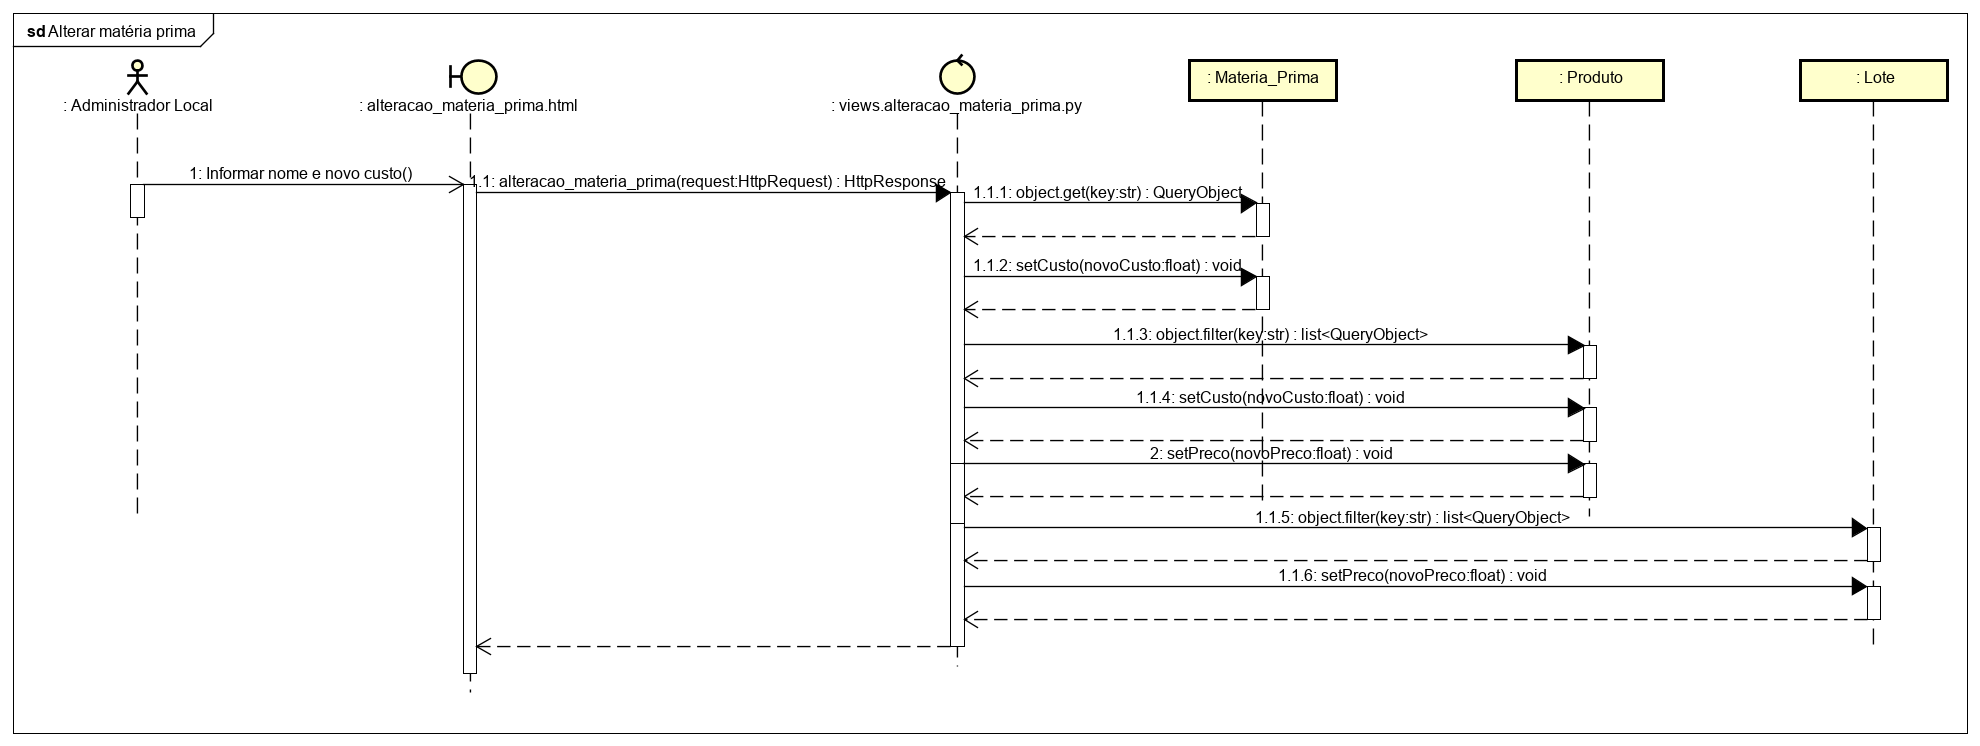 sd Alterar matéria prima
: Administrador Local
: alteracao_materia_prima.html
: views.alteracao_materia_prima.py
: Materia_Prima
: Produto
: Lote
1: Informar nome e novo custo()
1.1: alteracao_materia_prima(request:HttpRequest) : HttpResponse
1.1.1: object.get(key:str) : QueryObject
1.1.2: setCusto(novoCusto:float) : void
1.1.3: object.filter(key:str) : list<QueryObject>
1.1.4: setCusto(novoCusto:float) : void
2: setPreco(novoPreco:float) : void
1.1.5: object.filter(key:str) : list<QueryObject>
1.1.6: setPreco(novoPreco:float) : void